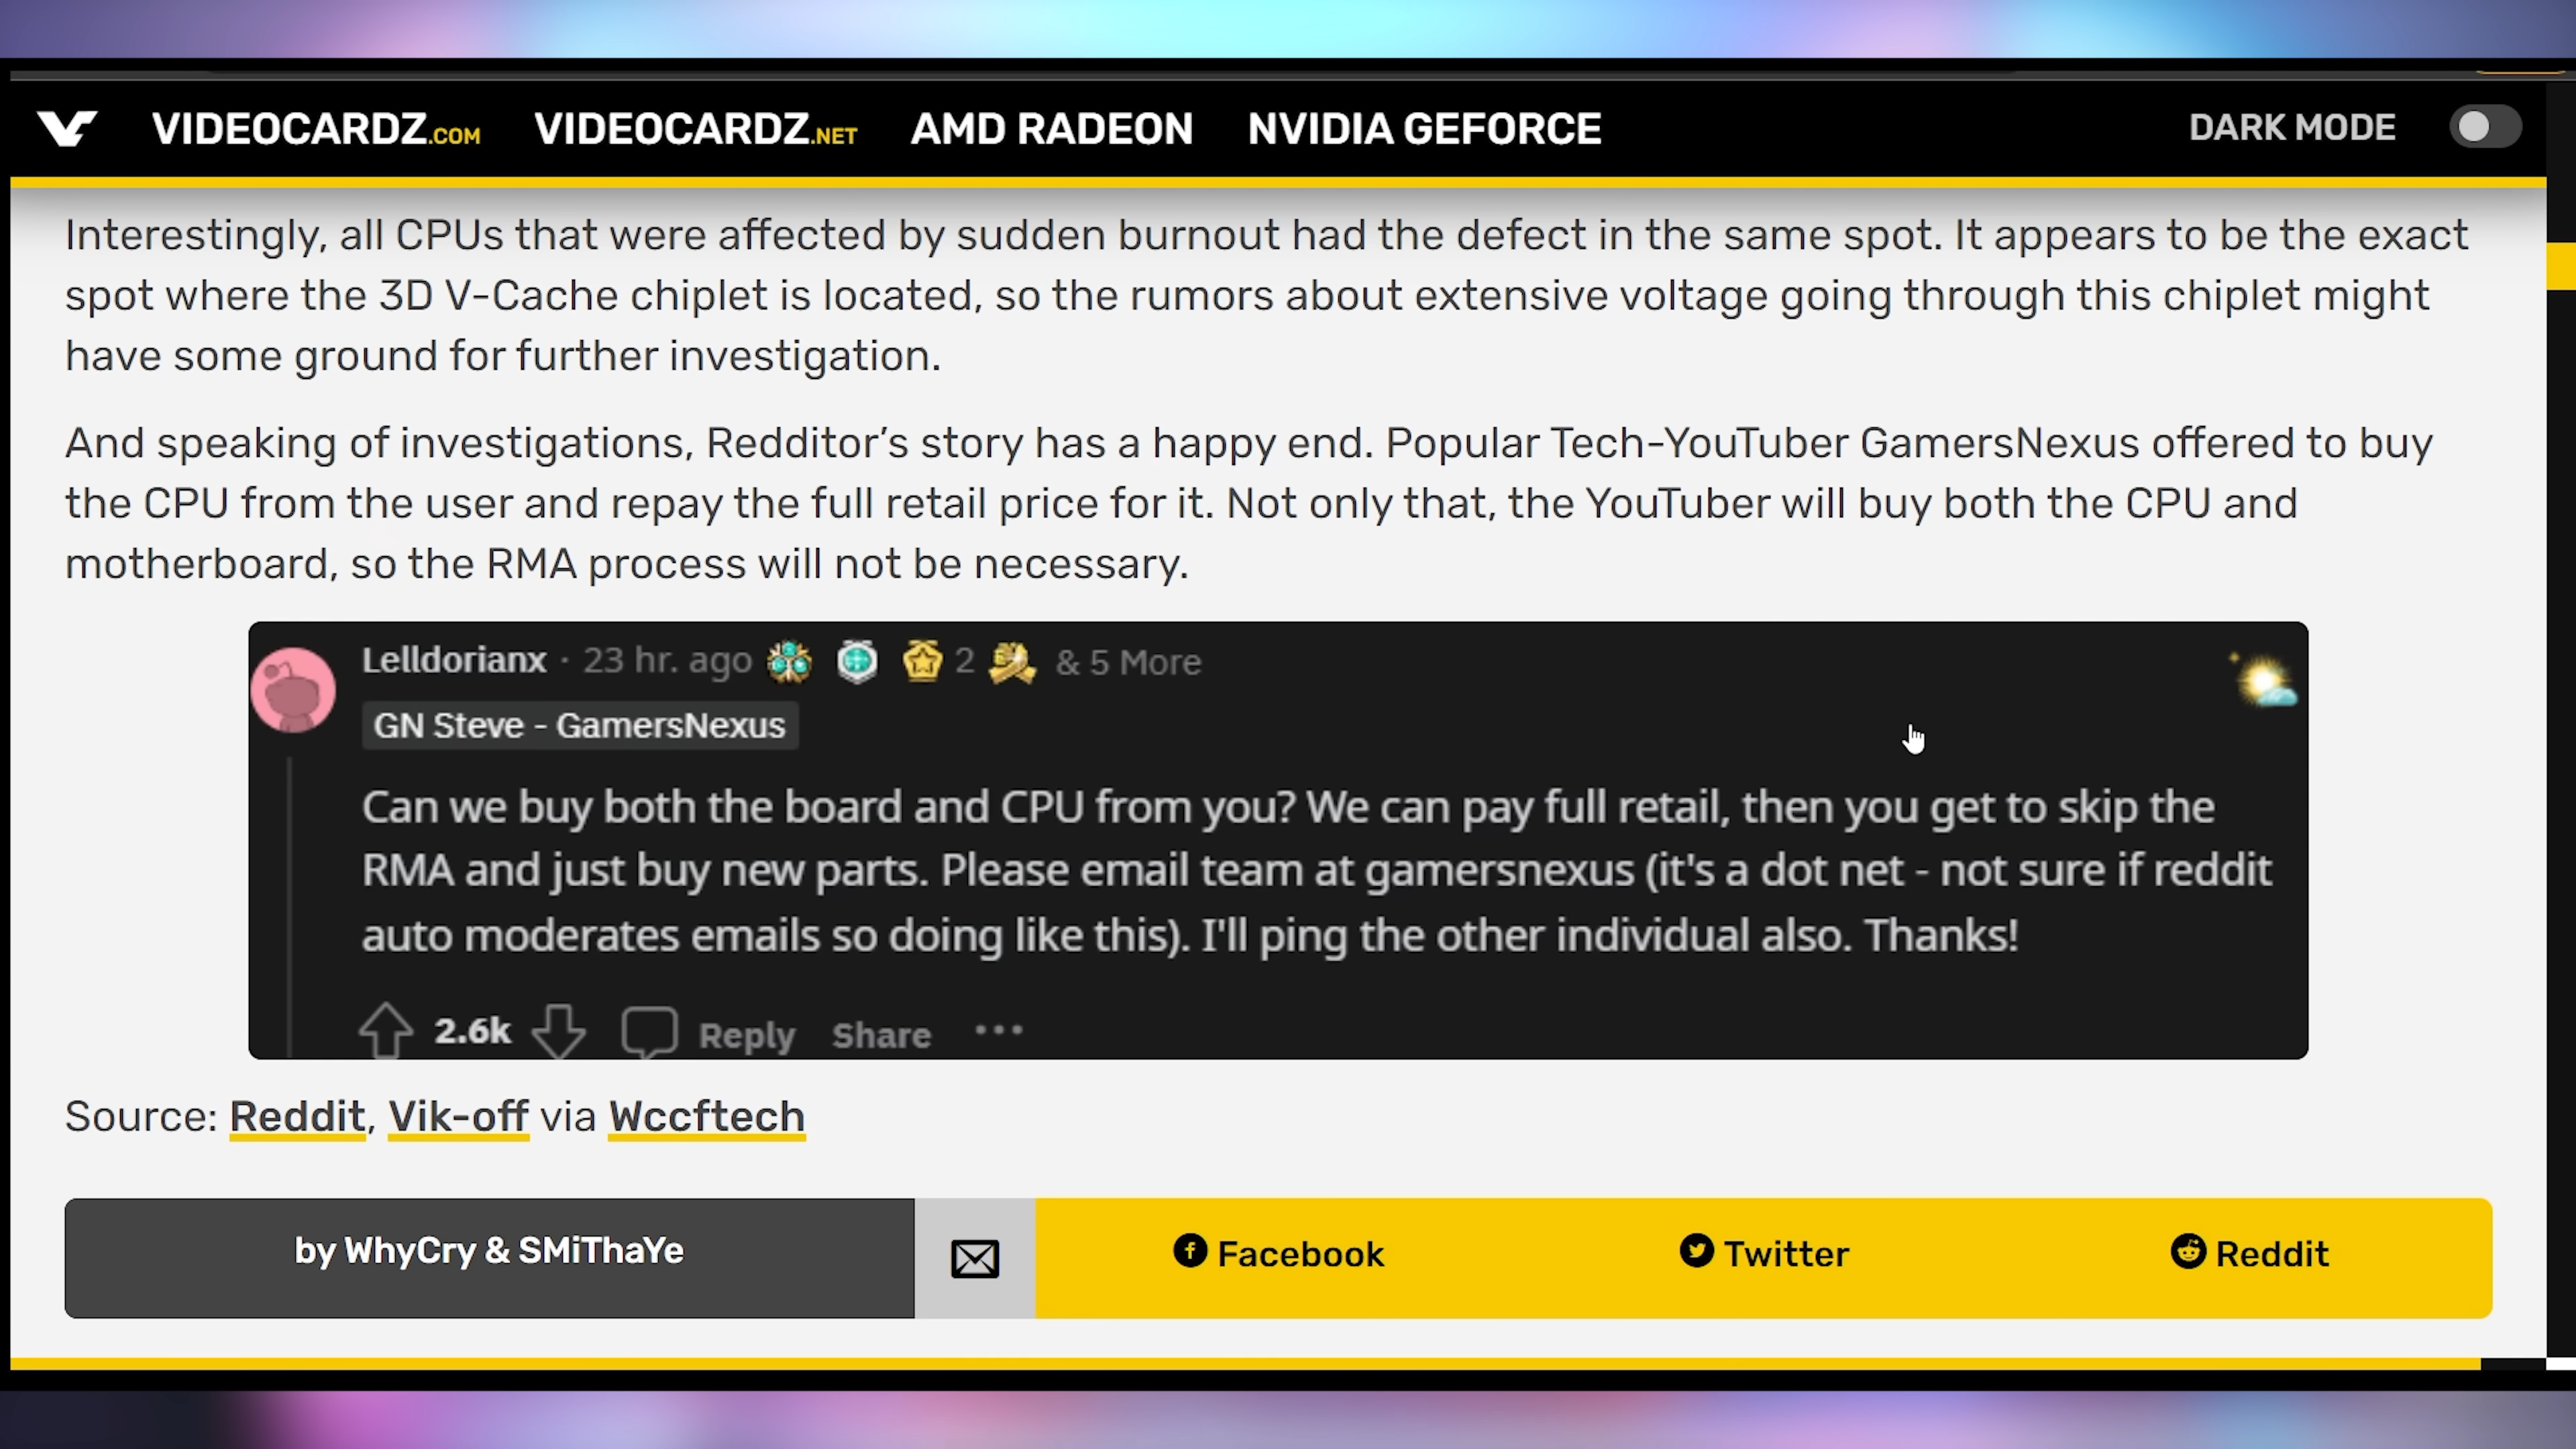 VIDEOCARDZ.COM VIDEOCARDZ.NET AMD RADEON NVIDIA GEFORCE DARK MODE
Interestingly, all CPUs that were affected by sudden burnout had the defect in the same spot. It appears to be the exact
spot where the 3D V-Cache chiplet is located, so the rumors about extensive voltage going through this chiplet might
have some ground for further investigation.
And speaking of investigations, Redditor’s story has a happy end. Popular Tech-YouTuber GamersNexus offered to buy
the CPU from the user and repay the full retail price for it. Not only that, the YouTuber will buy both the CPU and
motherboard, so the RMA process will not be necessary.
Lelldorianx · 23 hr. ago 2 & 5 More
GN Steve - GamersNexus
Can we buy both the board and CPU from you? We can pay full retail, then you get to skip the
RMA and just buy new parts. Please email team at gamersnexus (it's a dot net - not sure if reddit
auto moderates emails so doing like this). I'll ping the other individual also. Thanks!
2.6k Reply Share ···
Source: Reddit, Vik-off via Wccftech
by WhyCry & SMiThaYe Facebook Twitter Reddit